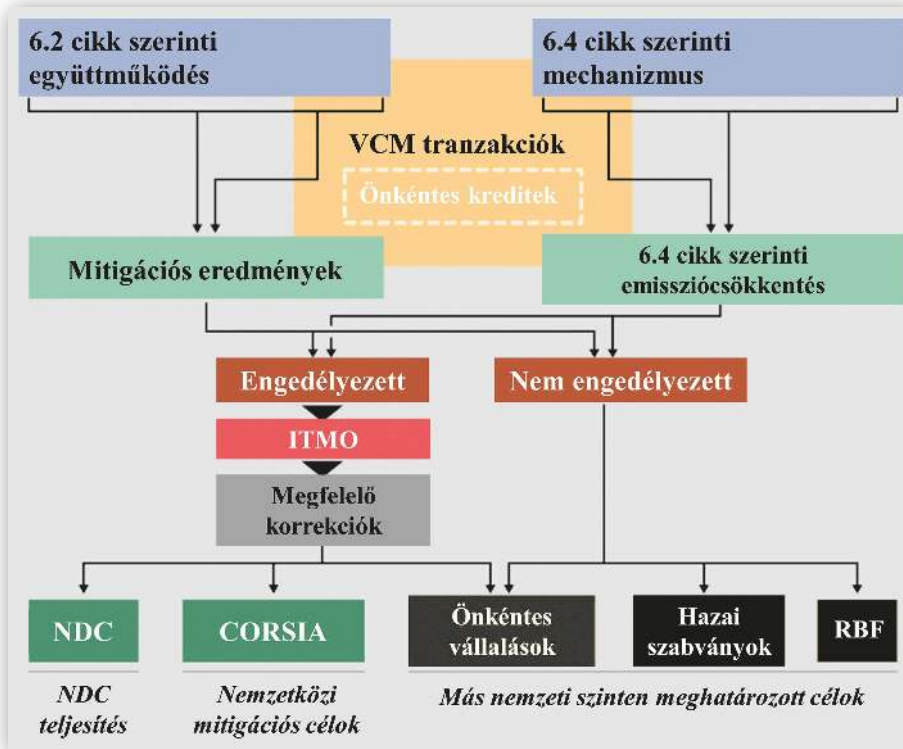 6.2 cikk szerinti
együttműködés
6.4 cikk szerinti
mechanizmus
VCM tranzakciók
Önkéntes kreditek
Mitigációs eredmények
6.4 cikk szerinti
emissziócsökkentés
Engedélyezett
Nem engedélyezett
ITMO
Megfelelő
korrekciók
NDC
CORSIA
Önkéntes
vállalások
Hazai
szabványok
RBF
NDC
teljesítés
Nemzetközi
mitigációs célok
Más nemzeti szinten meghatározott célok